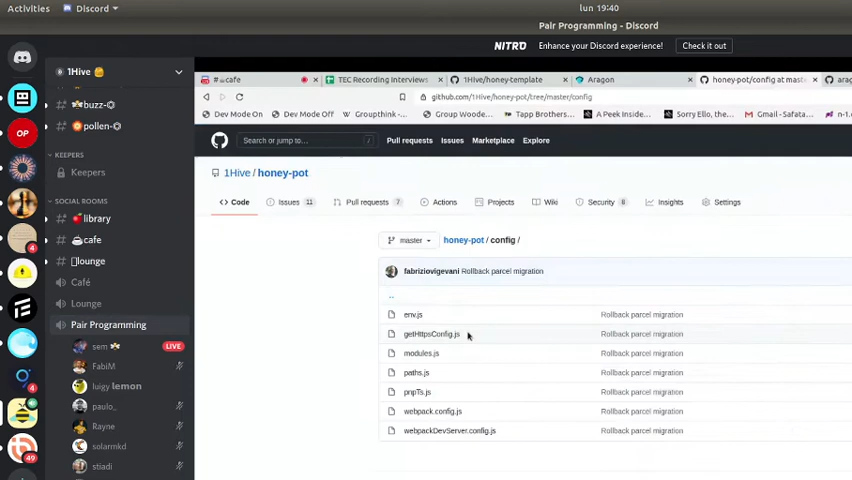 Activities Discord lun 19:40
Pair Programming - Discord
NITRO Enhance your Discord experience! Check it out
1Hive
buzz-
pollen-
KEEPERS
Keepers
SOCIAL ROOMS
library
cafe
lounge
Café
Lounge
Pair Programming
sem LIVE
FabiM
luigy lemon
paulo_
Rayne
solarmkd
stiadi
OP
4
4
49
#☕cafe TEC Recording Interviews 1Hive/honey-template Aragon honey-pot/config at mast arag
github.com/1Hive/honey-pot/tree/master/config
Dev Mode On Groupthink -... Group Woode... Tapp Brothers... A Peek Inside... Sorry Ello, the... Gmail - Safata... Dev Mode Off n-1.
Search or jump to... / Pull requests Issues Marketplace Explore
1Hive / honey-pot
Code Issues 11 Pull requests 7 Actions Projects Wiki Security 8 Insights Settings
master honey-pot / config /
fabriziovigevani Rollback parcel migration
..
env.js Rollback parcel migration
getHttpsConfig.js Rollback parcel migration
modules.js Rollback parcel migration
paths.js Rollback parcel migration
pnpTs.js Rollback parcel migration
webpack.config.js Rollback parcel migration
webpackDevServer.config.js Rollback parcel migration